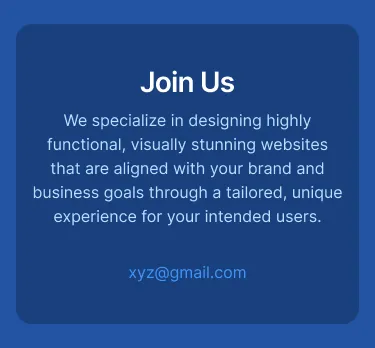 Join Us
We specialize in designing highly
functional, visually stunning websites
that are aligned with your brand and
business goals through a tailored, unique
experience for your intended users.
xyz@gmail.com